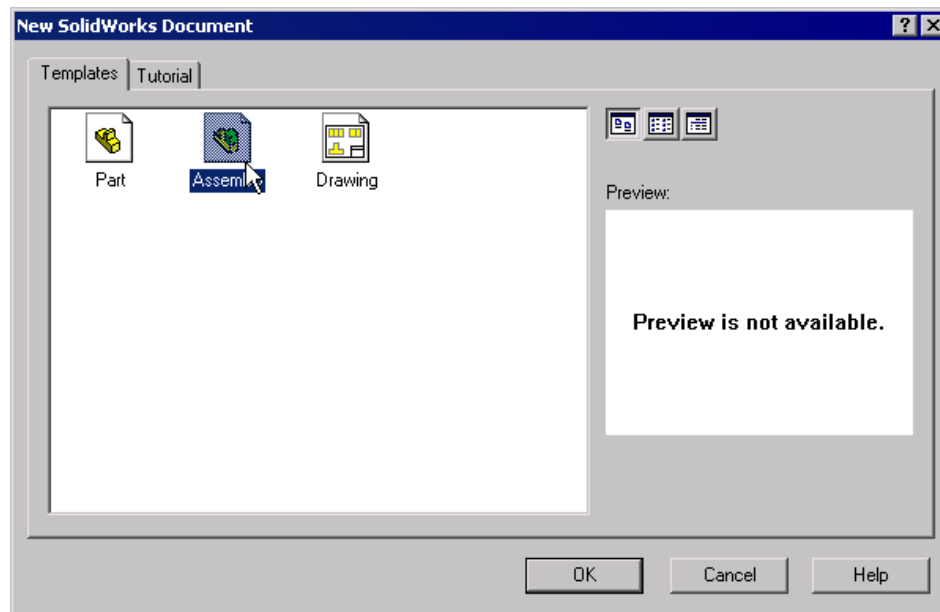 New SolidWorks Document
Templates Tutorial
Part Drawing
Preview:
Preview is not available.
OK Cancel Help